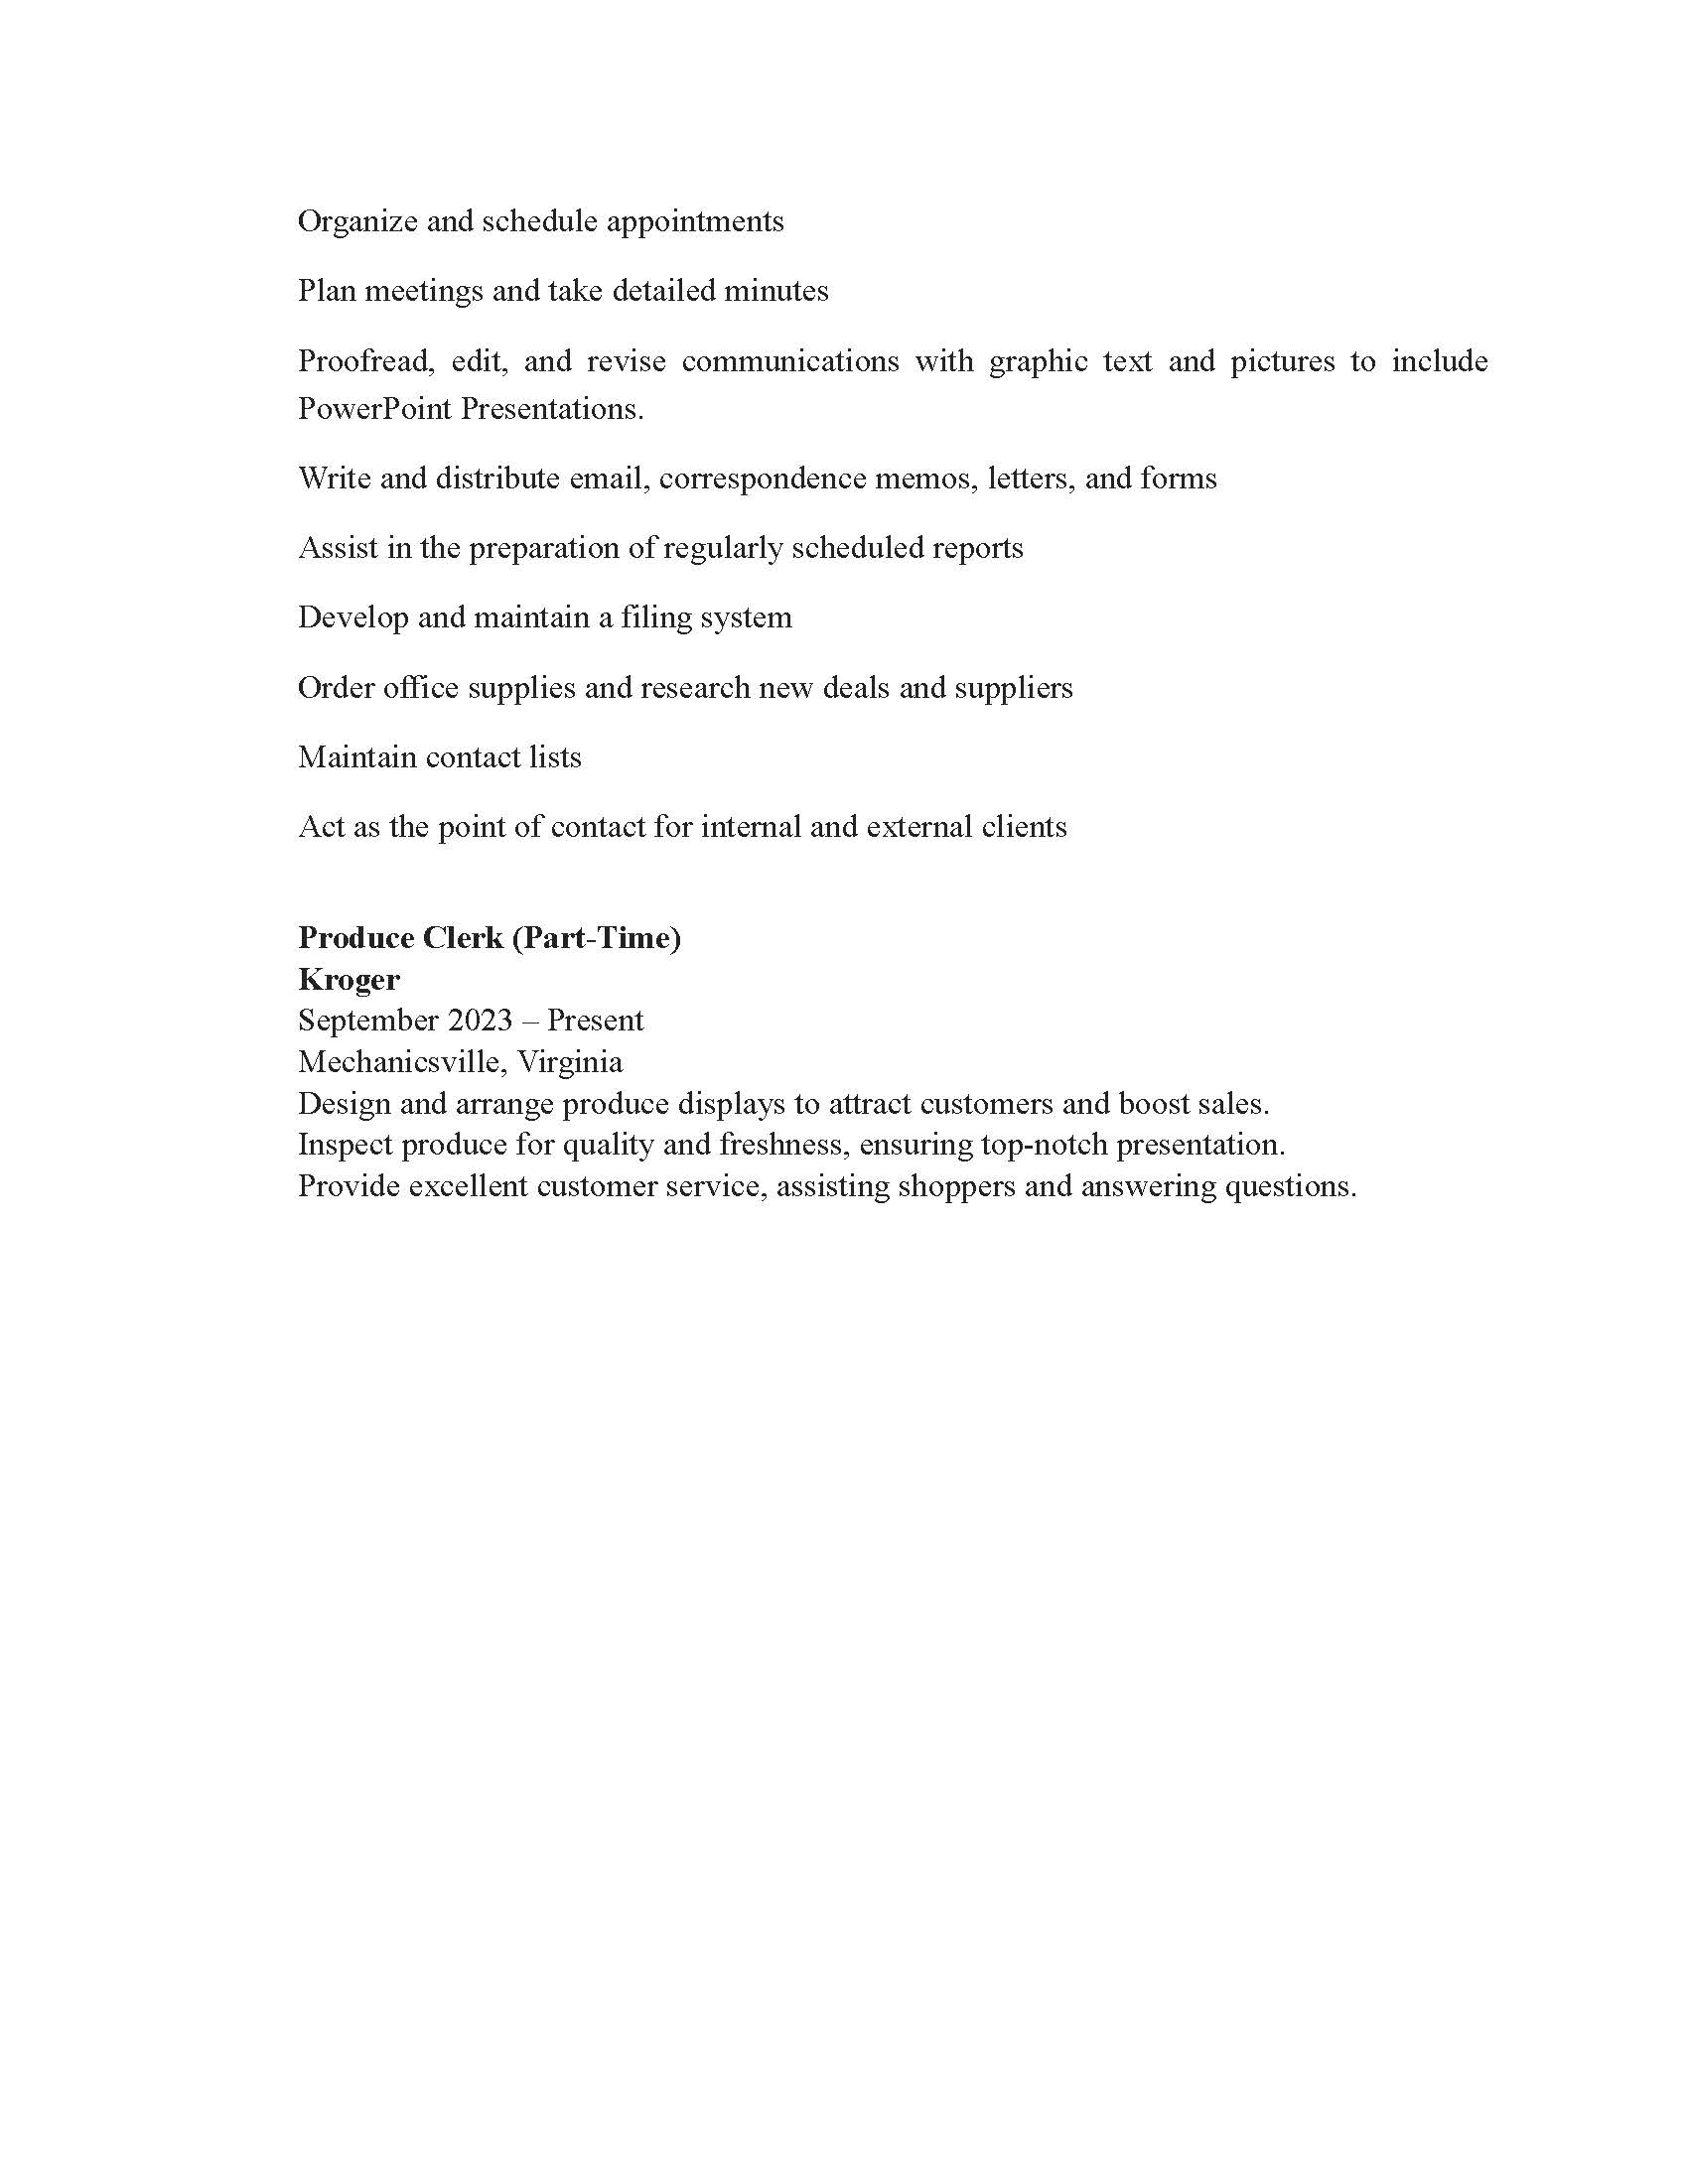 Organize and schedule appointments
Plan meetings and take detailed minutes
Proofread, edit, and revise communications with graphic text and pictures to include
PowerPoint Presentations.
Write and distribute email, correspondence memos, letters, and forms
Assist in the preparation of regularly scheduled reports
Develop and maintain a filing system
Order office supplies and research new deals and suppliers
Maintain contact lists
Act as the point of contact for internal and external clients
Produce Clerk (Part-Time)
Kroger
September 2023 – Present
Mechanicsville, Virginia
Design and arrange produce displays to attract customers and boost sales.
Inspect produce for quality and freshness, ensuring top-notch presentation.
Provide excellent customer service, assisting shoppers and answering questions.